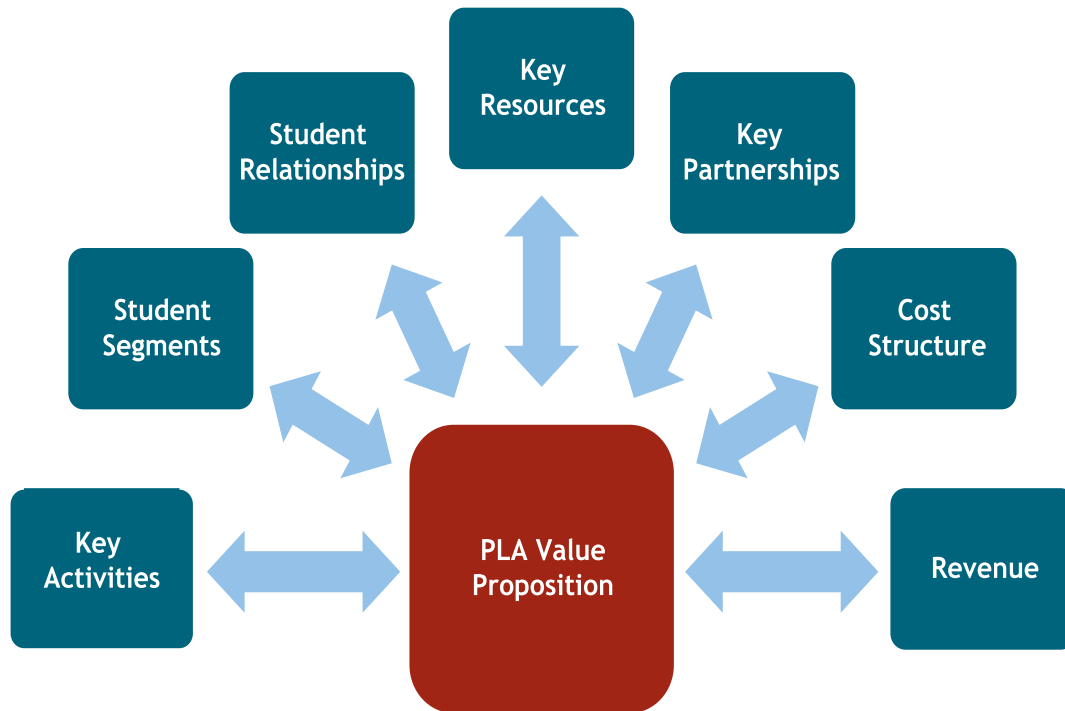 Key
Resources
Student
Relationships
Key
Partnerships
Student
Segments
Cost
Structure
Key
Activities
PLA Value
Proposition
Revenue